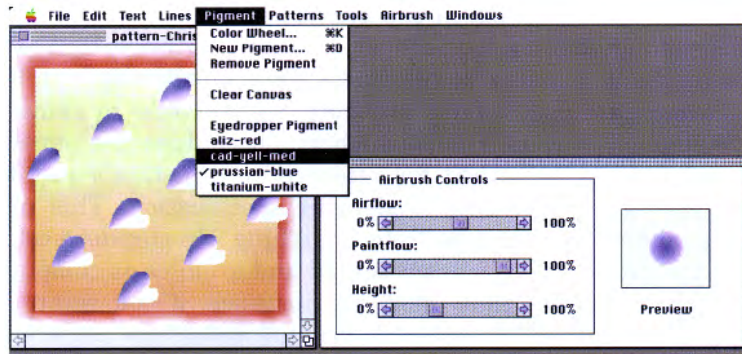 File Edit Text Lines Pigment Patterns Tools Airbrush Windows
pattern-Chris
Color Wheel... ⌘K
New Pigment... ⌘D
Remove Pigment
Clear Canvas
Eyedropper Pigment
aliz-red
cad-yell-med
✓prussian-blue
titanium-white
Airbrush Controls
Airflow:
0% 100%
Paintflow:
0% 100%
Height:
0% 100%
Preview